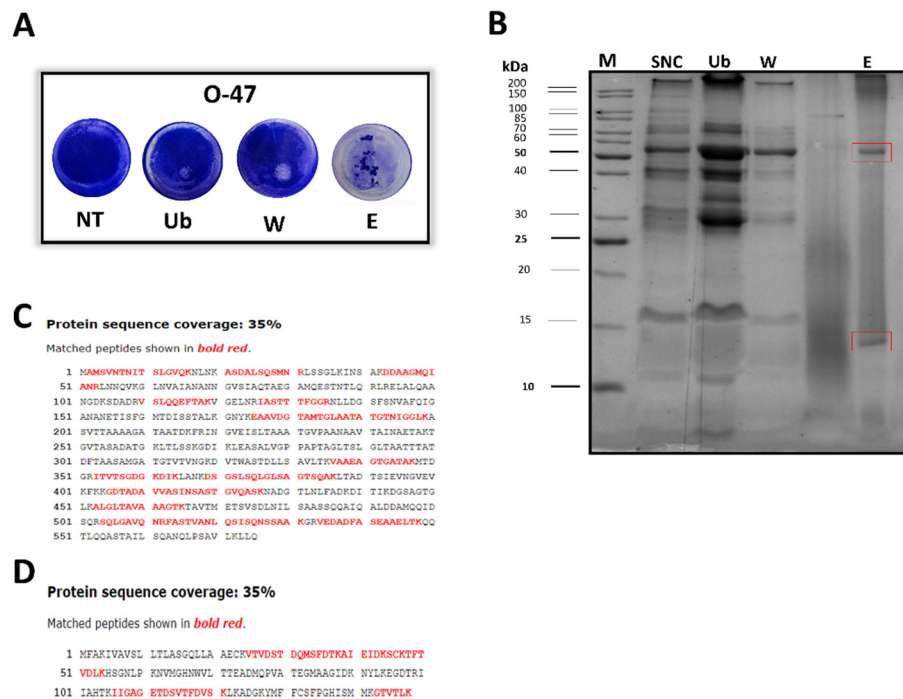 A
O-47
NT Ub W E
B
kDa M SNC Ub W E
200
150
100
85
70
60
50
40
30
25
20
15
10
C
Protein sequence coverage: 35%
Matched peptides shown in bold red.
1 MAMSVNTNIT SLGVQKNLNK ASDALSQSMN RLSSGLKINS AKDDAAGMQI
51 ANRLNNQVKG LNVAIANANN GVSIAQTAEG AMQESTNTLQ RLRELALQAA
101 NGDKSDADRV SLQQEFTAKV GELNRIASTT TFGGRNLLDG SFSNVAFQIG
151 ANANETISFG MTDISSTALK GNYKEAAVDG TAMTGLAATA TGTNIGGLKA
201 SVTTAAAAGA TAATDKFRIN GVEISLTAAA TGVPAANAAV TAINAETAKT
251 GVTASADATG KLTLSSKGDI KLEASALVGP PAPTAGLTSL GLTAATTTAT
301 DFTAASAMGA TGTVTVNGKD VTWASTDLLS AVLTKVAAEA GTGATAKMTD
351 GRITVTSGDG KDIKLANKDS GSLSQLGLSA GTSQAKLTAD TSIEVNGVEV
401 KFKKGDTADA VVASINSAST GVQASKNADG TLNLFADKDI TIKDGSAGTG
451 LKALGLTAVA AAGTKTAVTM ETSVSDLNIL SAASSQQAIQ ALDDAMQQID
501 SQRSQLGAVQ NRFASTVANL QSISQNSSAA KGRVEDADFA SEAAELTKQQ
551 TLQQASTAIL SQANQLPSAV LKLLQ
D
Protein sequence coverage: 35%
Matched peptides shown in bold red.
1 MFAKIVAVSL LTLASGQLLA AECKVTVDST DQMSFDTKAI EIDKSCKTFT
51 VDLKHSGNLP KNVMGHNWVL TTEADMQPVA TEGMAAGIDK NYLKEGDTRI
101 IAHTKIIGAG ETDSVTFDVS KLKADGKYMF FCSFPGHISM MKGTVTLK